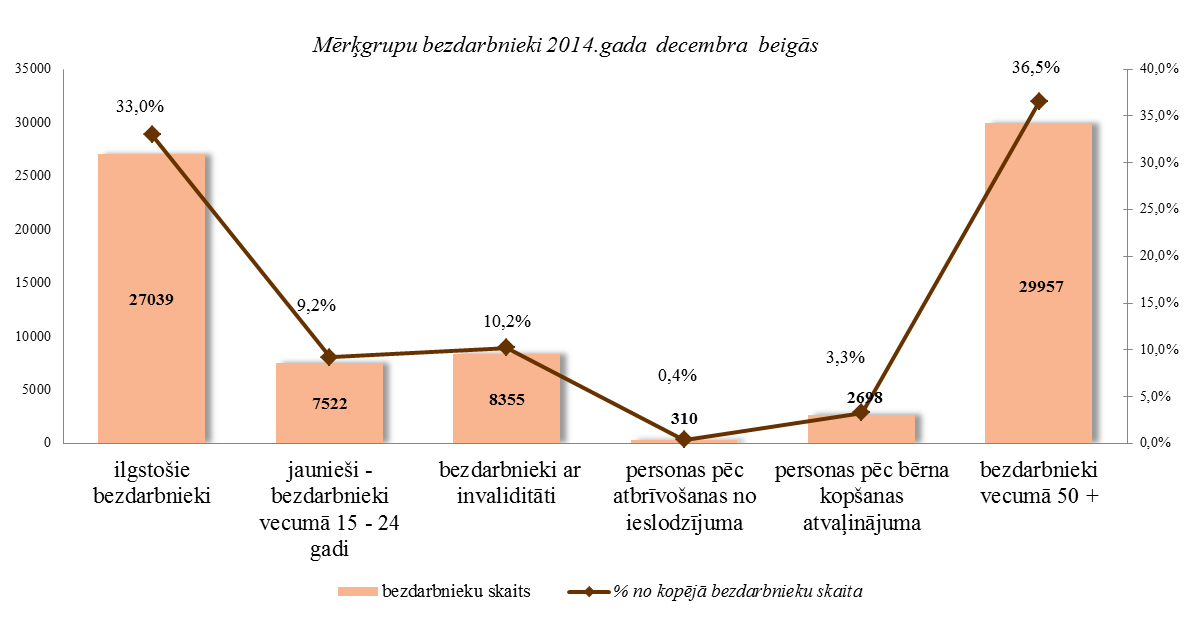 Mērķgrupu bezdarbnieki 2014.gada decembra beigās
35000
30000
25000
20000
15000
10000
5000
0
40,0%
35,0%
30,0%
25,0%
20,0%
15,0%
10,0%
5,0%
0,0%
33,0%
9,2%
10,2%
0,4%
3,3%
36,5%
27039
7522
8355
310
2698
29957
ilgstošie
bezdarbnieki
jaunieši -
bezdarbnieki
vecumā 15 - 24
gadi
bezdarbnieki ar
invaliditāti
personas pēc
atbrīvošanas no
ieslodzījuma
personas pēc bērna
kopšanas
atvaļinājuma
bezdarbnieki
vecumā 50 +
bezdarbnieku skaits
% no kopējā bezdarbnieku skaita